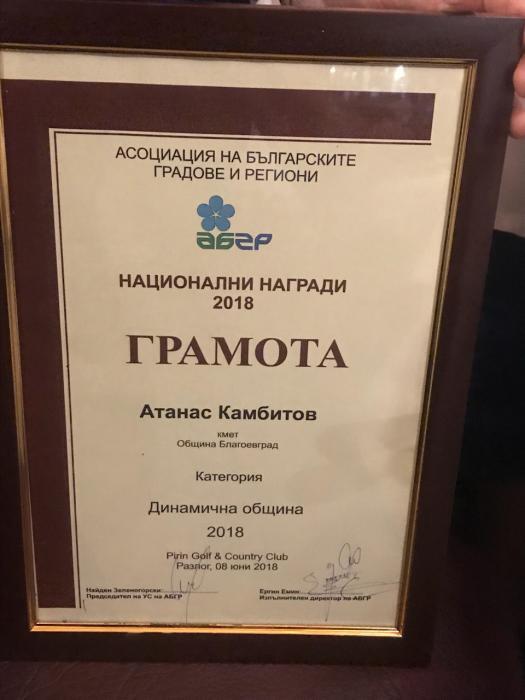 АСОЦИАЦИЯ НА БЪЛГАРСКИТЕ
ГРАДОВЕ И РЕГИОНИ
АБГР
НАЦИОНАЛНИ НАГРАДИ
2018
ГРАМОТА
Атанас Камбитов
кмет
Община Благоевград
Категория
Динамична община
2018
Pirin Golf & Country Club
Разлог, 08 юни 2018
Найден Зеленогорски:
Председател на УС на АБГР
Ергин Емин:
Изпълнителен директор на АБГР